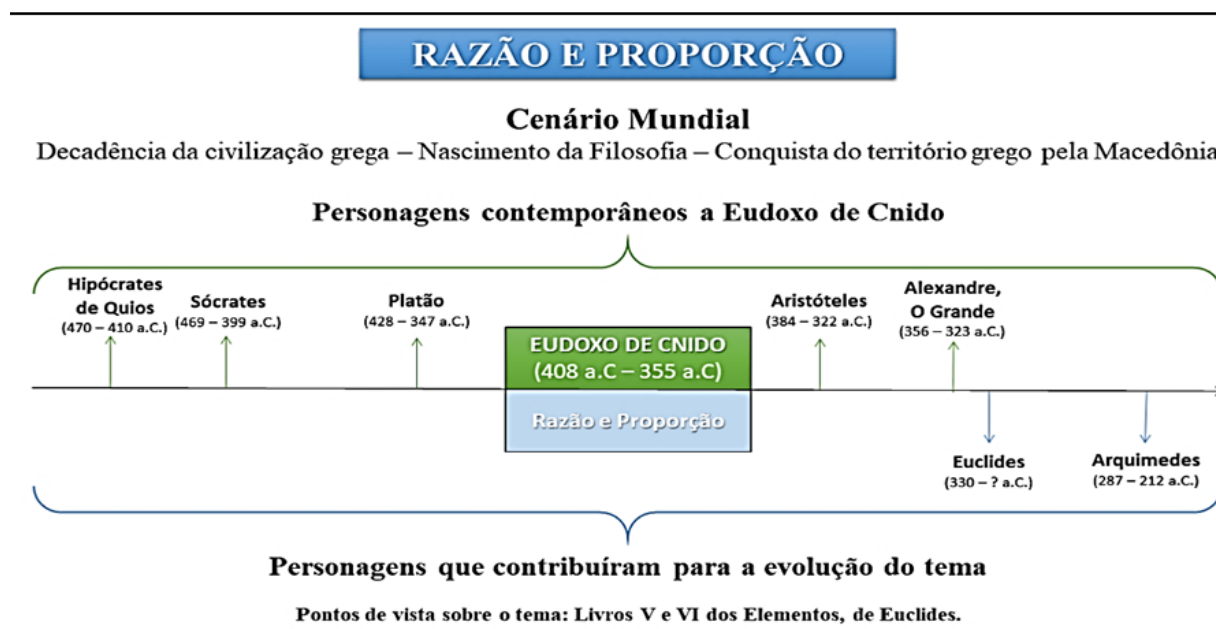 RAZÃO E PROPORÇÃO
Cenário Mundial
Decadência da civilização grega – Nascimento da Filosofia – Conquista do território grego pela Macedônia
Personagens contemporâneos a Eudoxo de Cnido
Hipócrates
de Quios
(470 – 410 a.C.)
Sócrates
(469 – 399 a.C.)
Platão
(428 – 347 a.C.)
EUDOXO DE CNIDO
(408 a.C – 355 a.C)
Razão e Proporção
Aristóteles
(384 – 322 a.C.)
Alexandre,
O Grande
(356 – 323 a.C.)
Euclides
(330 – ? a.C.)
Arquimedes
(287 – 212 a.C.)
Personagens que contribuíram para a evolução do tema
Pontos de vista sobre o tema: Livros V e VI dos Elementos, de Euclides.